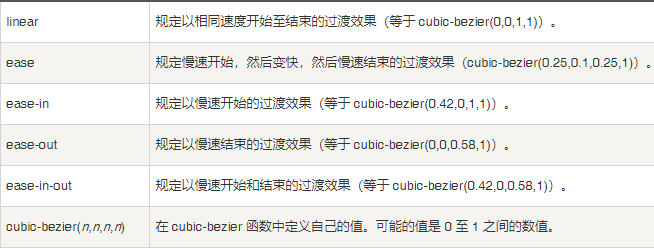 linear 规定以相同速度开始至结束的过渡效果（等于 cubic-bezier(0,0,1,1)）。
ease 规定慢速开始，然后变快，然后慢速结束的过渡效果（cubic-bezier(0.25,0.1,0.25,1)）。
ease-in 规定以慢速开始的过渡效果（等于 cubic-bezier(0.42,0,1,1)）。
ease-out 规定以慢速结束的过渡效果（等于 cubic-bezier(0,0,0.58,1)）。
ease-in-out 规定以慢速开始和结束的过渡效果（等于 cubic-bezier(0.42,0,0.58,1)）。
cubic-bezier(n,n,n,n) 在 cubic-bezier 函数中定义自己的值。可能的值是 0 至 1 之间的数值。